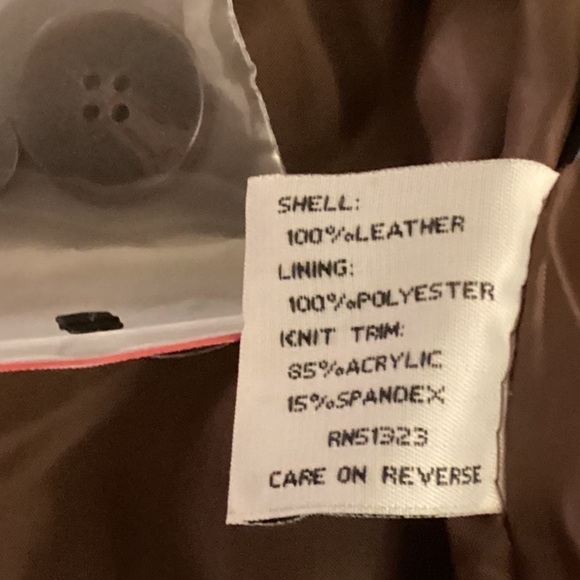 SHELL:
100%LEATHER
LINING:
100%POLYESTER
KNIT TRIM:
85%ACRYLIC
15%SPANDEX
RN51323
CARE ON REVERSE